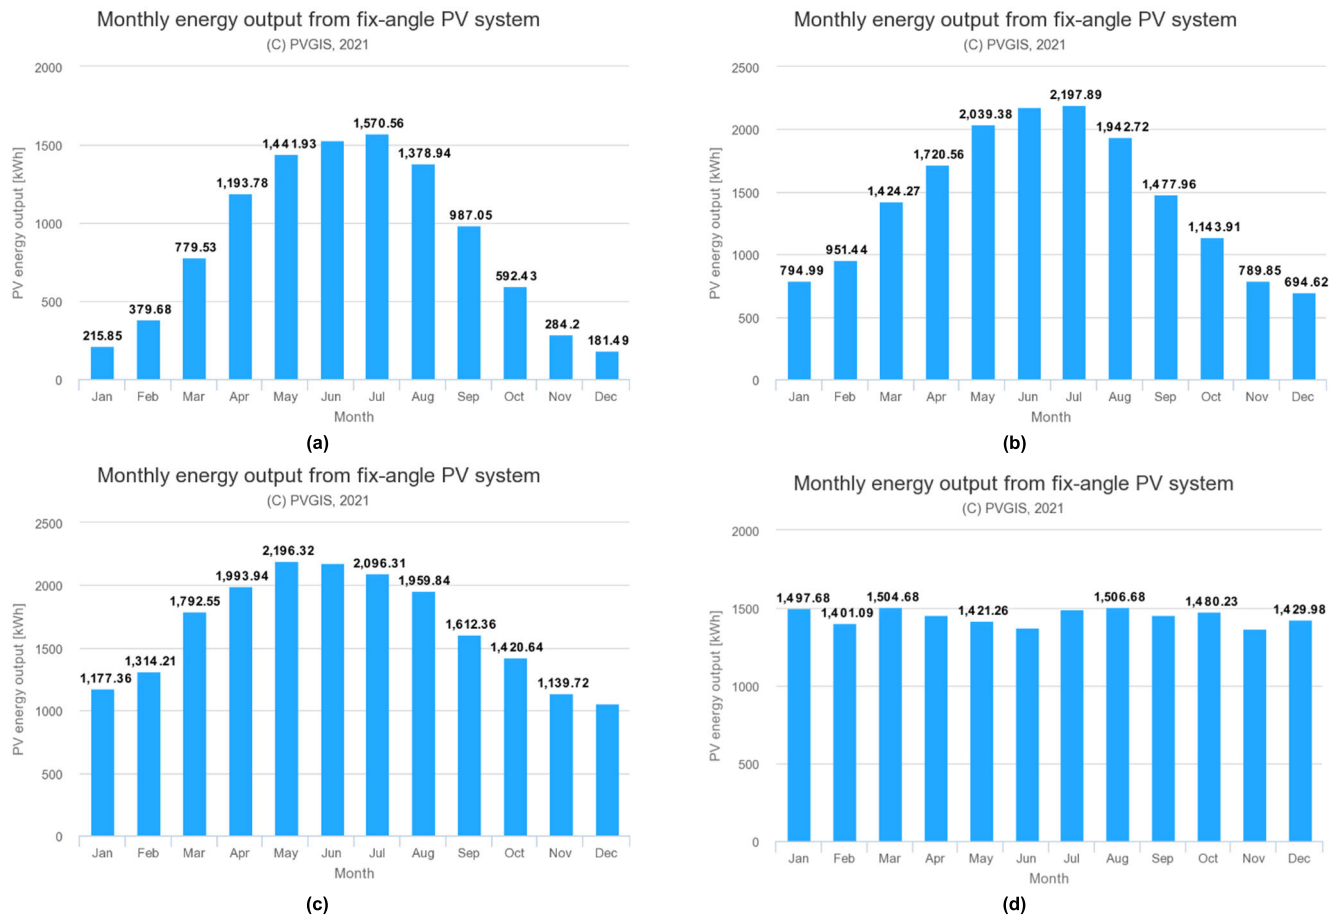 Monthly energy output from fix-angle PV system
(C) PVGIS, 2021
PV energy output [kWh]
2000
1500
1000
500
0
215.85
379.68
779.53
1,193.78
1,441.93
1,570.56
1,378.94
987.05
592.43
284.2
181.49
Jan Feb Mar Apr May Jun Jul Aug Sep Oct Nov Dec
Month
(a)
Monthly energy output from fix-angle PV system
(C) PVGIS, 2021
PV energy output [kWh]
2500
2000
1500
1000
500
0
794.99
951.44
1,424.27
1,720.56
2,039.38
2,197.89
1,942.72
1,477.96
1,143.91
789.85
694.62
Jan Feb Mar Apr May Jun Jul Aug Sep Oct Nov Dec
Month
(b)
Monthly energy output from fix-angle PV system
(C) PVGIS, 2021
PV energy output [kWh]
2500
2000
1500
1000
500
0
1,177.36
1,314.21
1,792.55
1,993.94
2,196.32
2,096.31
1,959.84
1,612.36
1,420.64
1,139.72
Jan Feb Mar Apr May Jun Jul Aug Sep Oct Nov Dec
Month
(c)
Monthly energy output from fix-angle PV system
(C) PVGIS, 2021
PV energy output [kWh]
2000
1500
1000
500
0
1,497.68
1,401.09
1,504.68
1,421.26
1,506.68
1,480.23
1,429.98
Jan Feb Mar Apr May Jun Jul Aug Sep Oct Nov Dec
Month
(d)